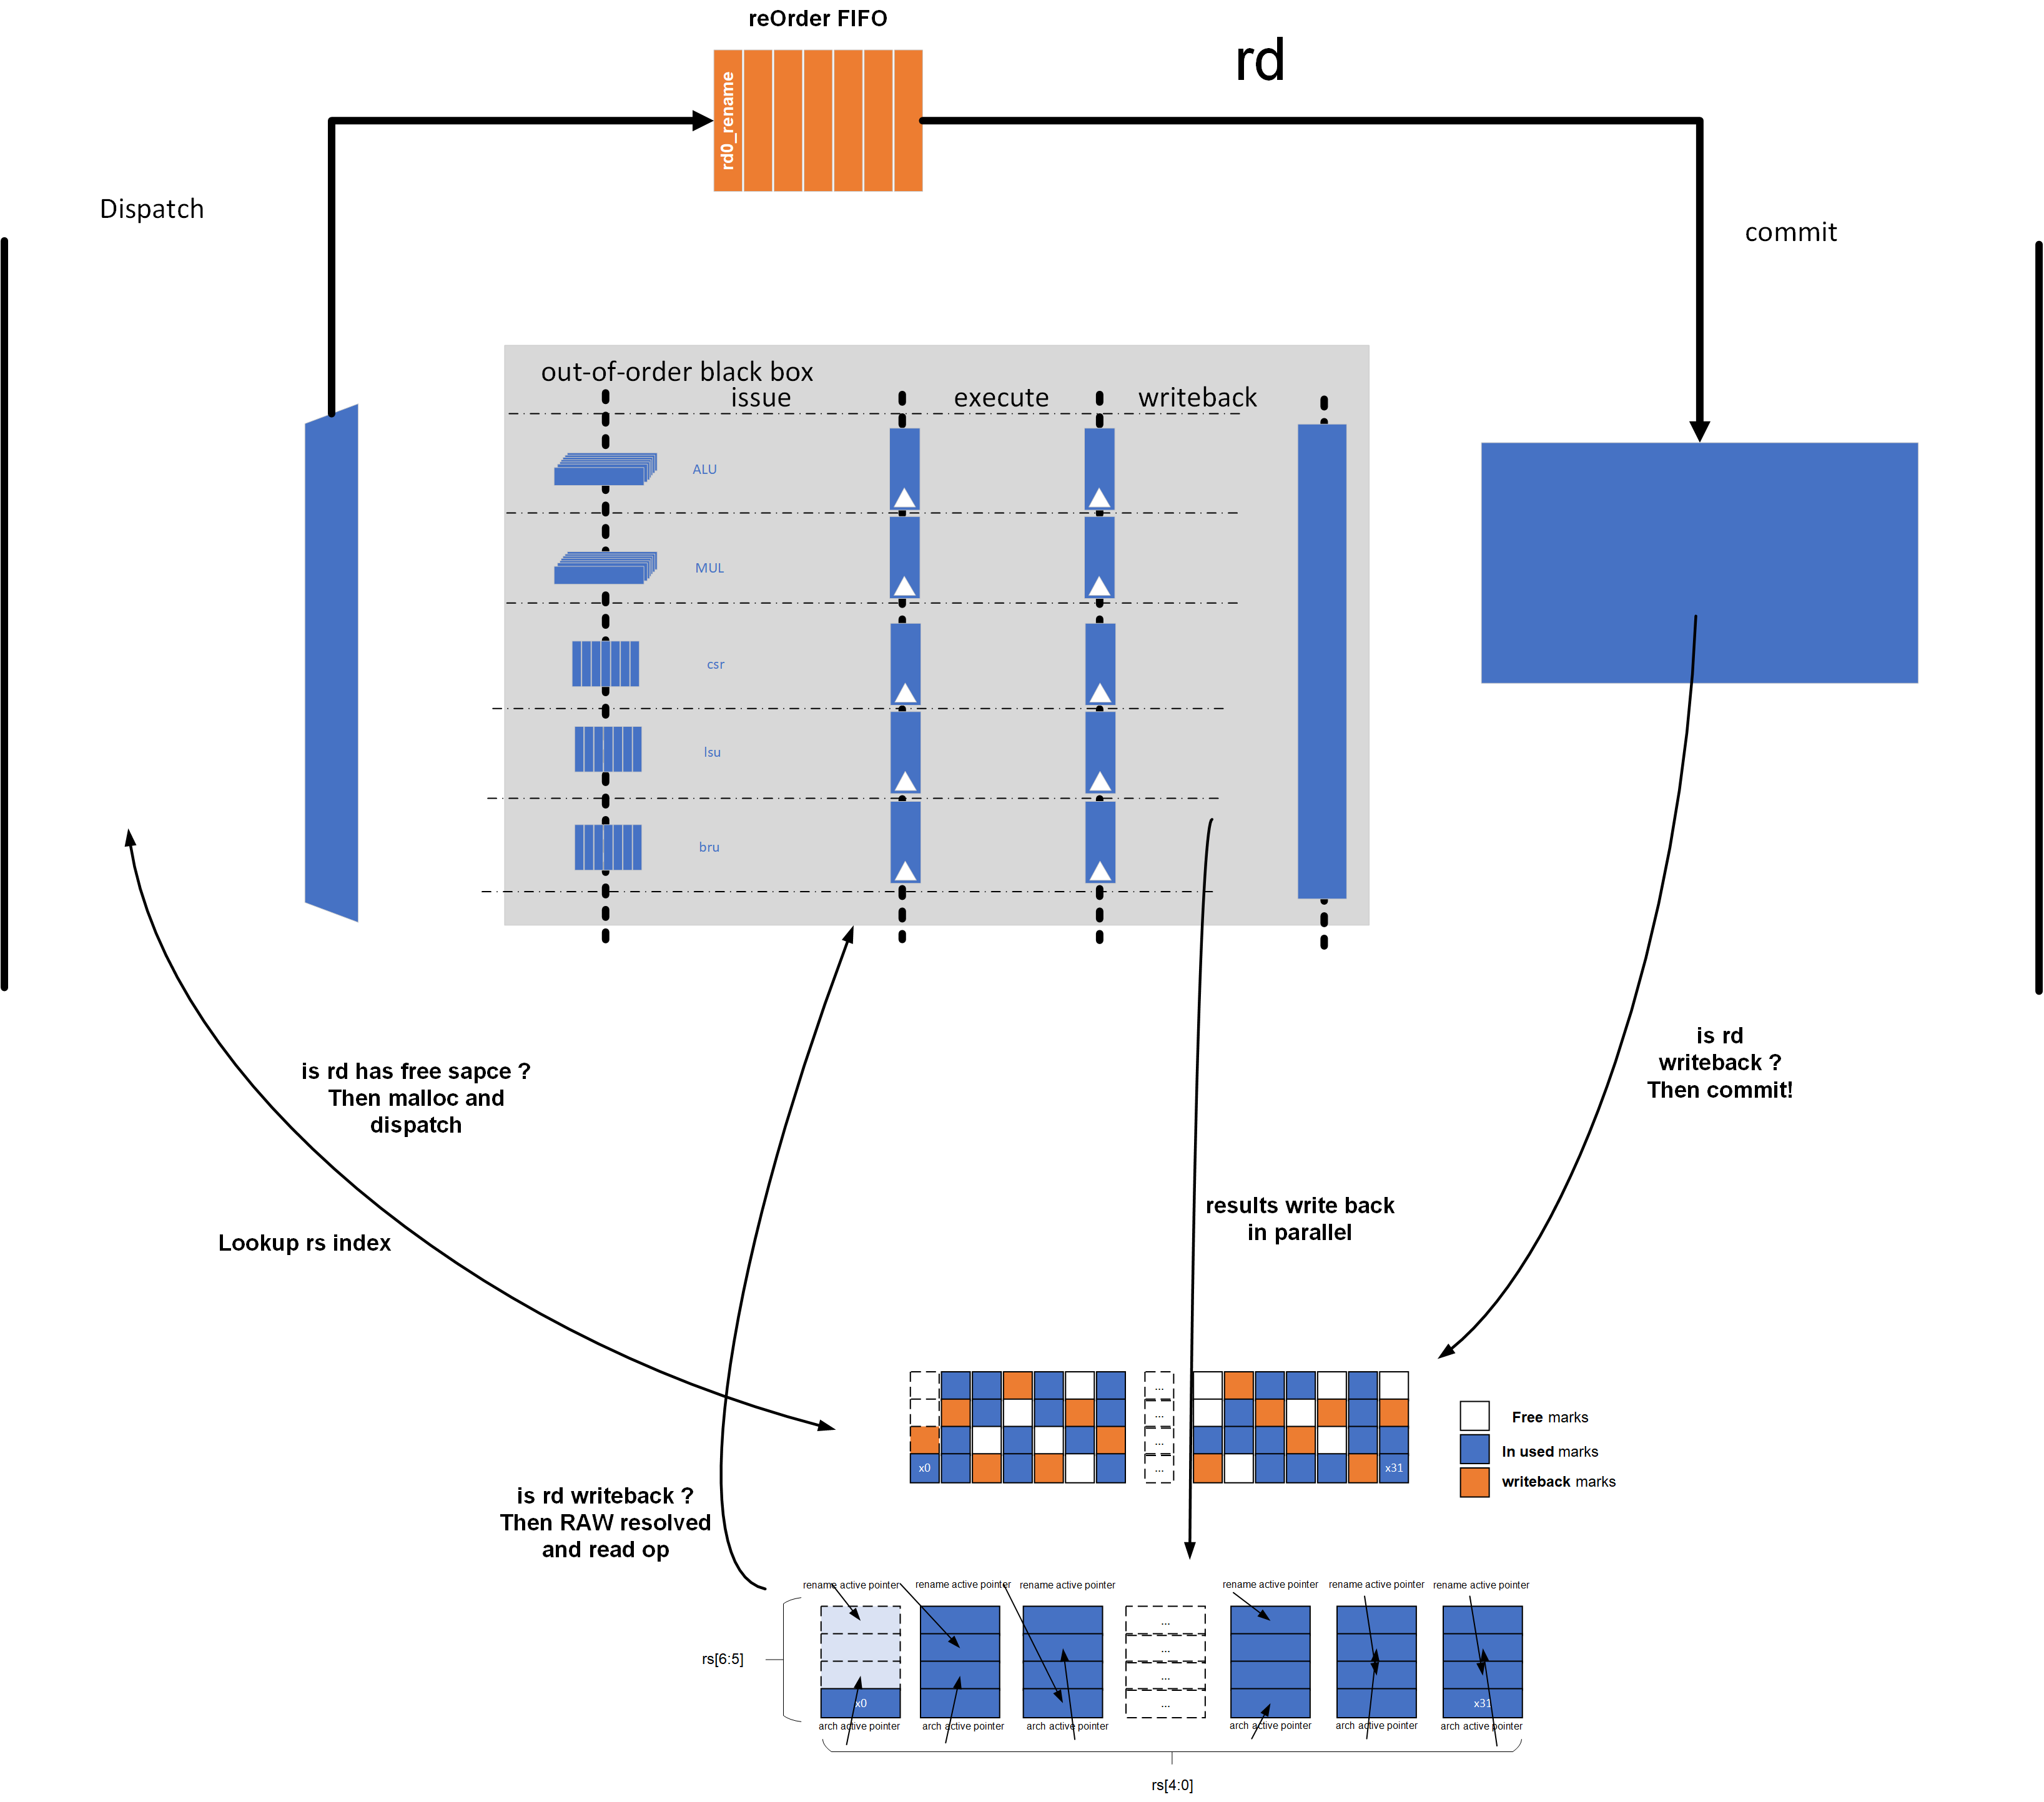 reOrder FIFO
rd
rd0_rename
Dispatch
commit
out-of-order black box
issue
execute
writeback
ALU
MUL
csr
lsu
bru
is rd has free sapce ?
Then malloc and
dispatch
Lookup rs index
is rd
writeback ?
Then commit!
results write back
in parallel
is rd writeback ?
Then RAW resolved
and read op
...
...
...
...
x0
x31
Free marks
In used marks
writeback marks
rename active pointer
rename active pointer
rename active pointer
rename active pointer
rename active pointer
rename active pointer
rs[6:5]
...
...
...
...
x0
x31
arch active pointer
arch active pointer
arch active pointer
arch active pointer
arch active pointer
arch active pointer
rs[4:0]